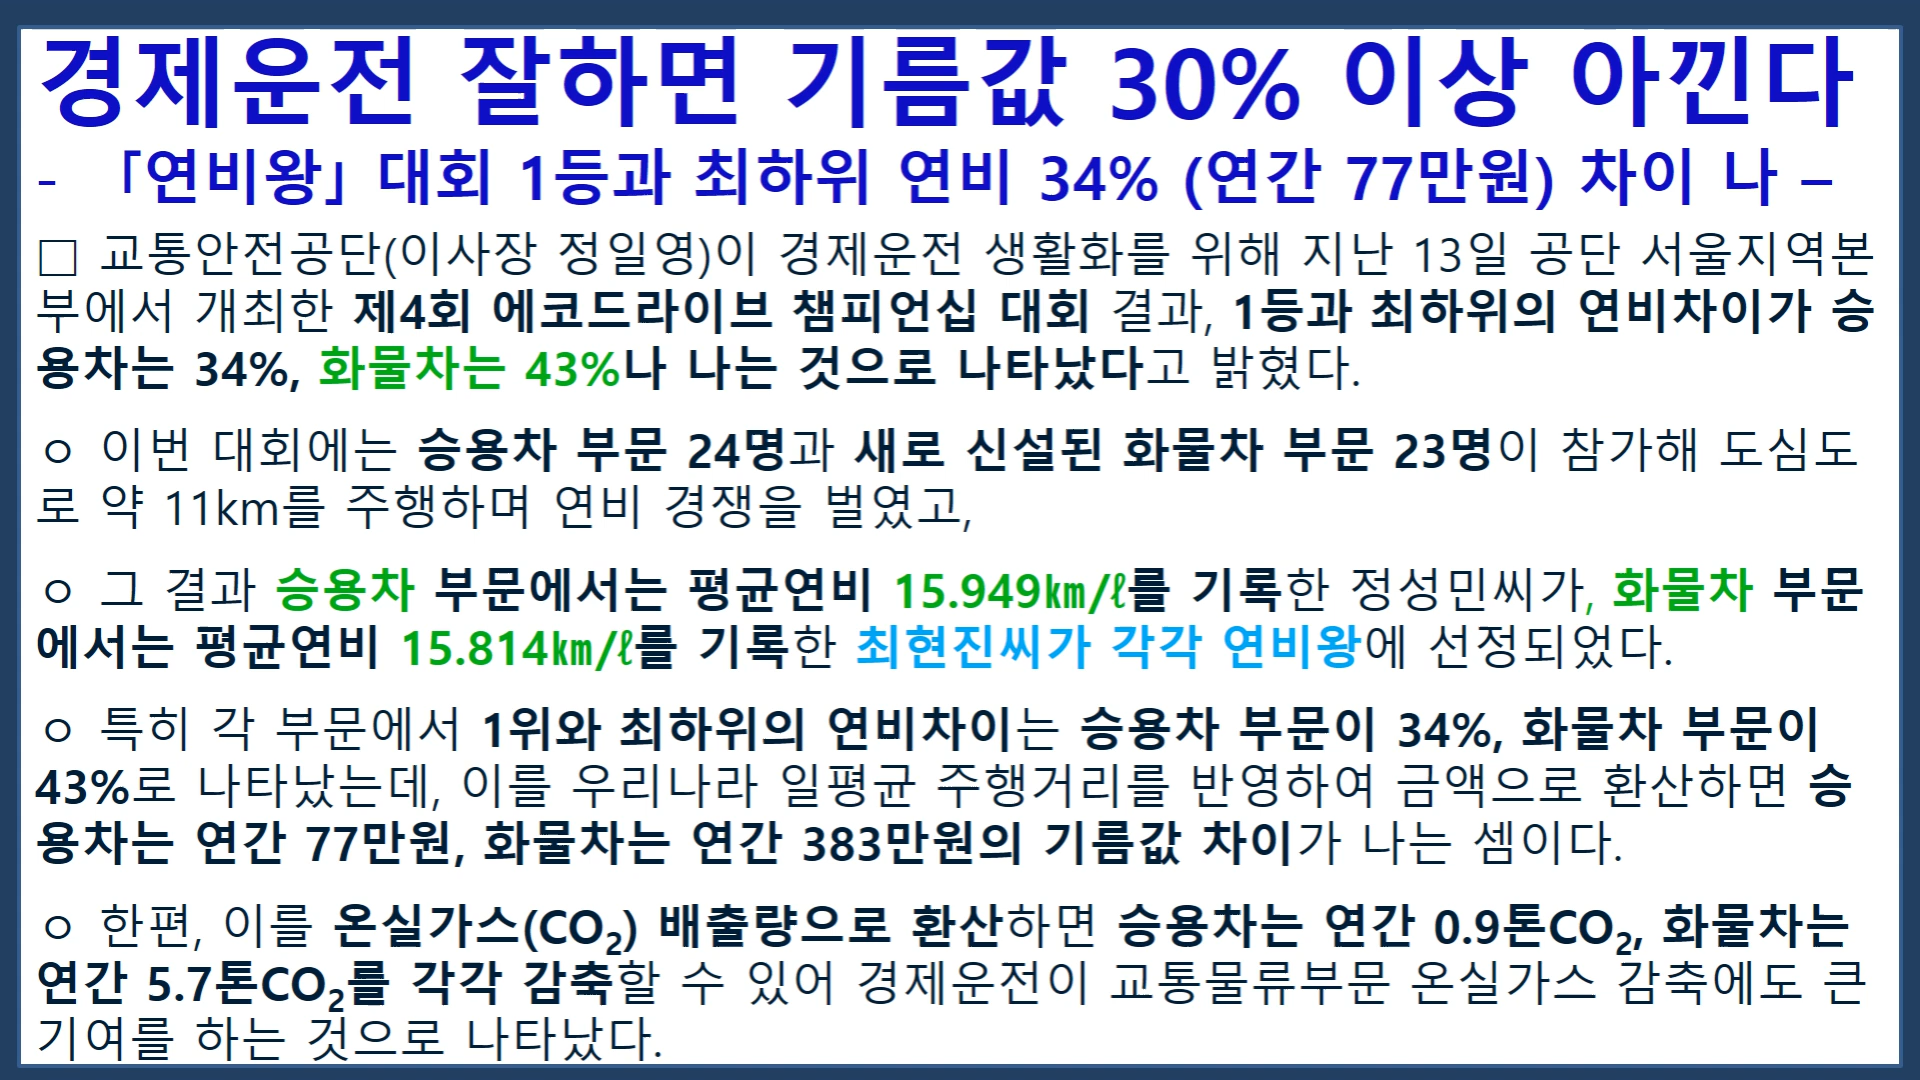 경제운전 잘하면 기름값 30% 이상 아낀다
- 「연비왕」대회 1등과 최하위 연비 34% (연간 77만원) 차이 나 –
□ 교통안전공단(이사장 정일영)이 경제운전 생활화를 위해 지난 13일 공단 서울지역본
부에서 개최한 제4회 에코드라이브 챔피언십 대회 결과, 1등과 최하위의 연비차이가 승
용차는 34%, 화물차는 43%나 나는 것으로 나타났다고 밝혔다.
ㅇ 이번 대회에는 승용차 부문 24명과 새로 신설된 화물차 부문 23명이 참가해 도심도
로 약 11km를 주행하며 연비 경쟁을 벌였고,
ㅇ 그 결과 승용차 부문에서는 평균연비 15.949㎞/ℓ를 기록한 정성민씨가, 화물차 부문
에서는 평균연비 15.814㎞/ℓ를 기록한 최현진씨가 각각 연비왕에 선정되었다.
ㅇ 특히 각 부문에서 1위와 최하위의 연비차이는 승용차 부문이 34%, 화물차 부문이
43%로 나타났는데, 이를 우리나라 일평균 주행거리를 반영하여 금액으로 환산하면 승
용차는 연간 77만원, 화물차는 연간 383만원의 기름값 차이가 나는 셈이다.
ㅇ 한편, 이를 온실가스(CO₂) 배출량으로 환산하면 승용차는 연간 0.9톤CO₂, 화물차는
연간 5.7톤CO₂를 각각 감축할 수 있어 경제운전이 교통물류부문 온실가스 감축에도 큰
기여를 하는 것으로 나타났다.